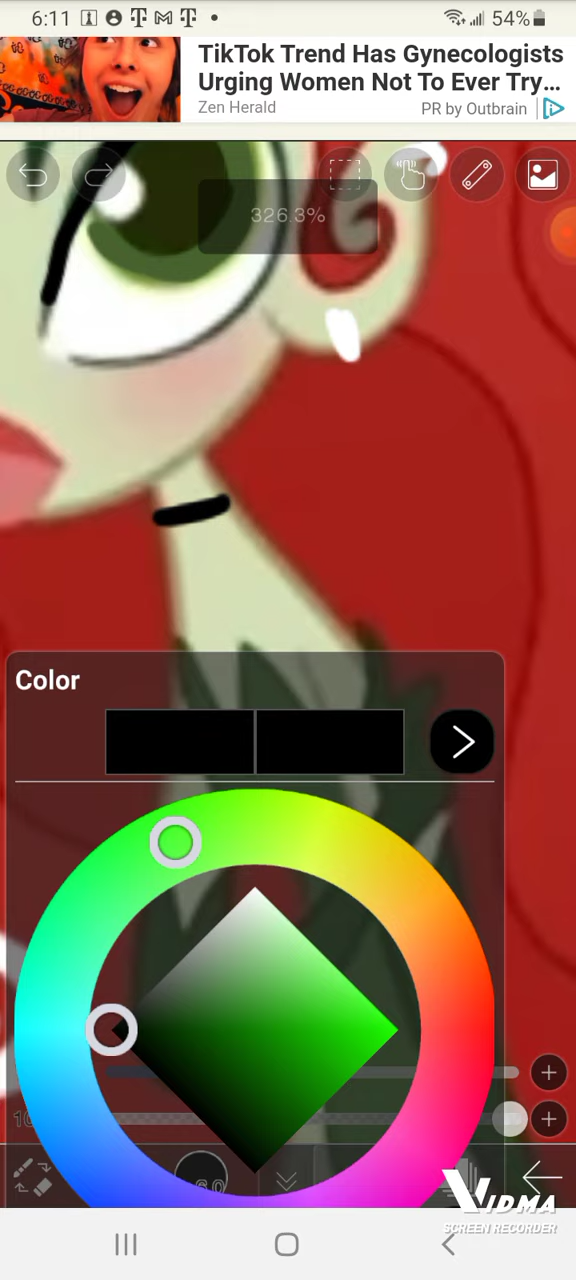 6:11
54%
TikTok Trend Has Gynecologists
Urging Women Not To Ever Try...
Zen Herald
PR by Outbrain
326.3%
Color
VIDMA
SCREEN RECORDER